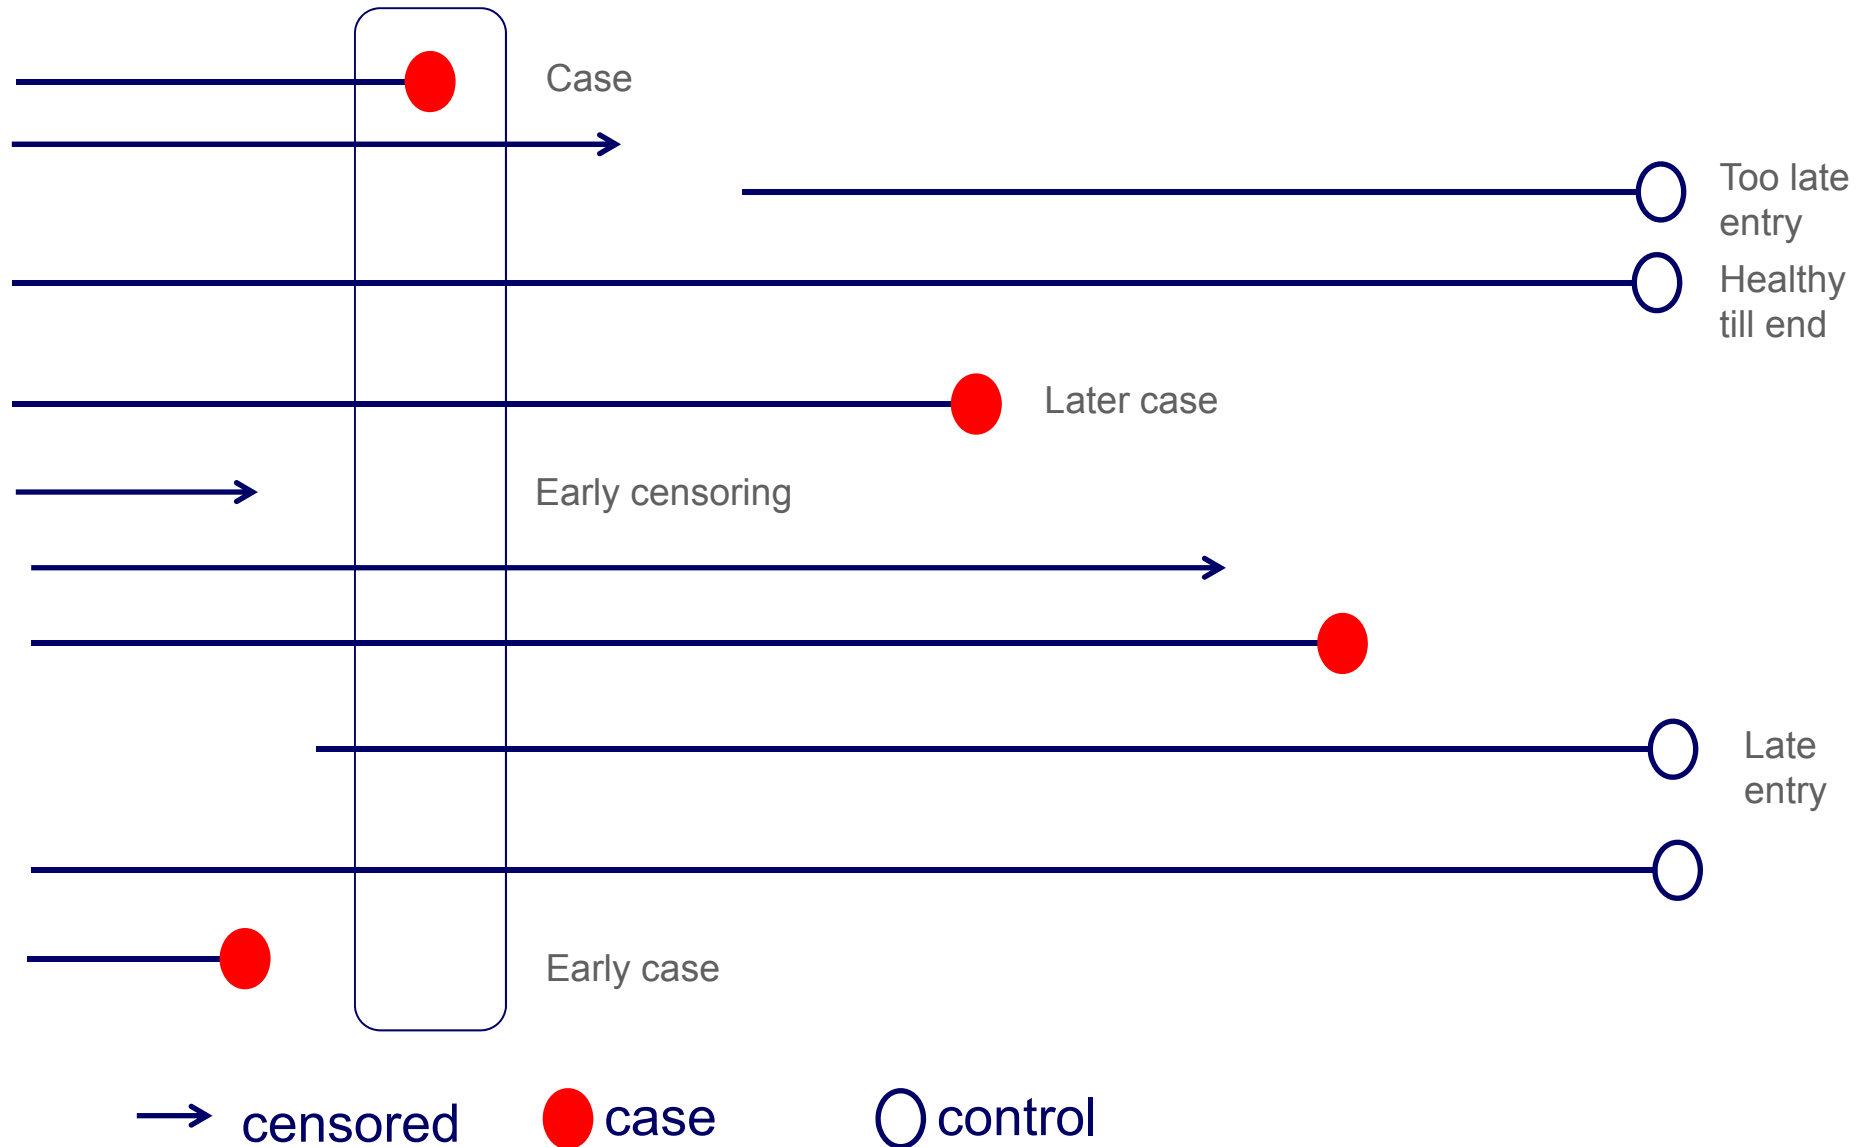 Case
Too late
entry
Healthy
till end
Later case
Early censoring
Late
entry
Early case
censored
case
control